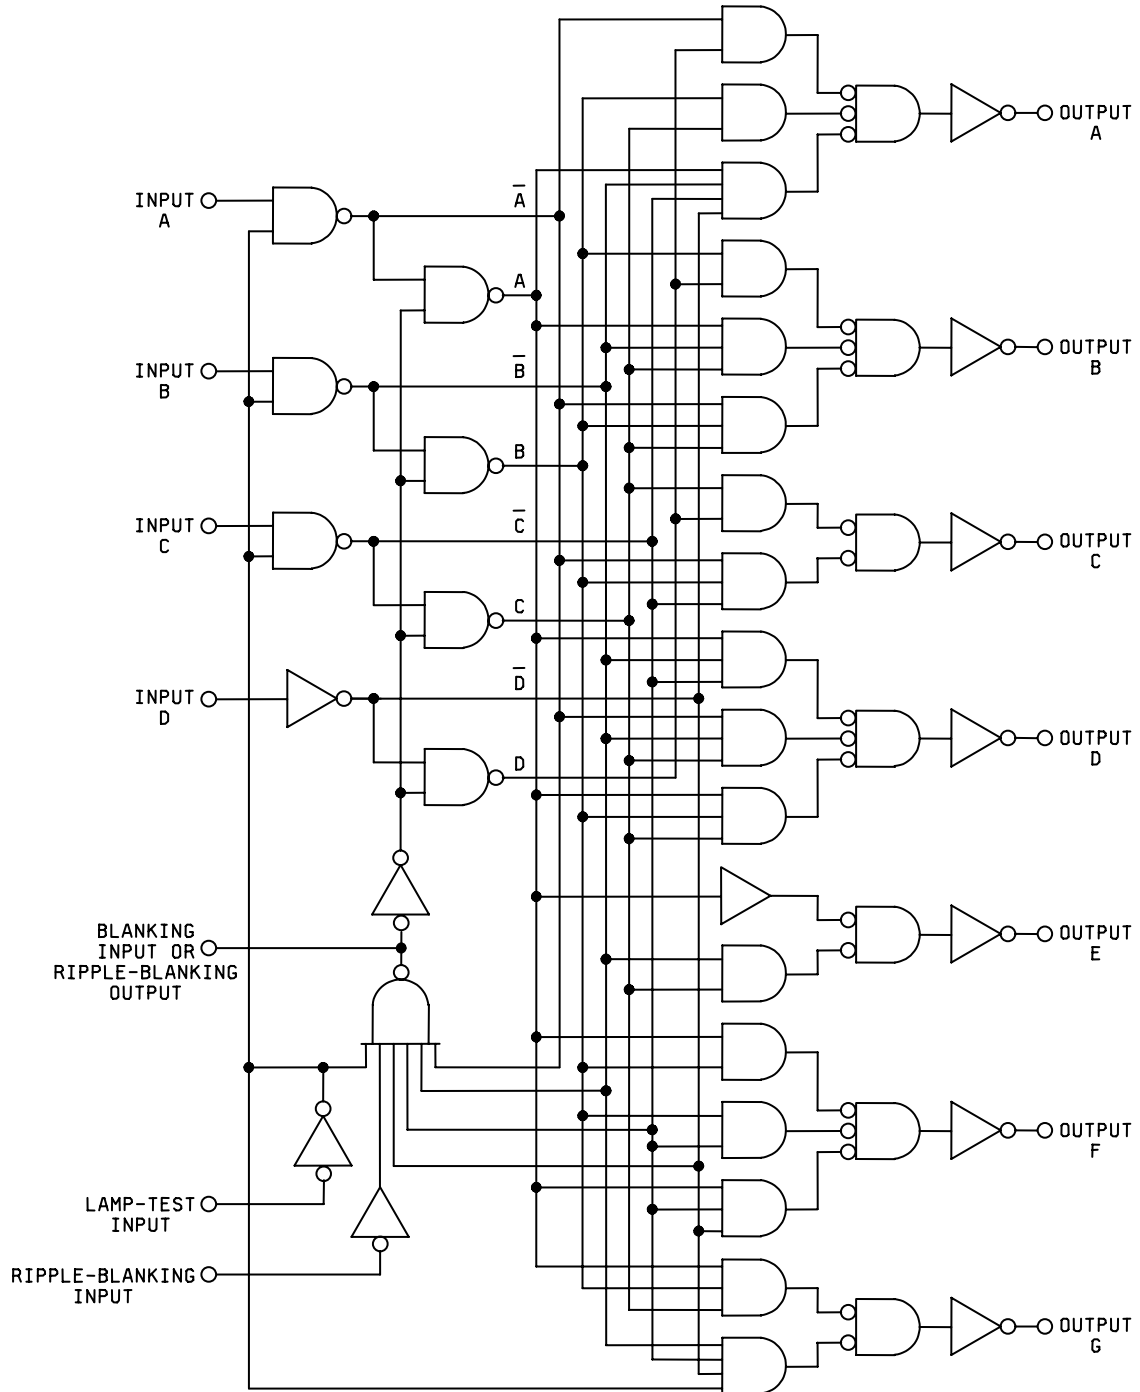 OUTPUT
A
A̅
INPUT
A
A
OUTPUT
B
INPUT
B
B̅
B
INPUT
C
C̅
OUTPUT
C
C
INPUT
D
D̅
OUTPUT
D
D
BLANKING
INPUT OR
RIPPLE-BLANKING
OUTPUT
OUTPUT
E
OUTPUT
F
LAMP-TEST
INPUT
RIPPLE-BLANKING
INPUT
OUTPUT
G